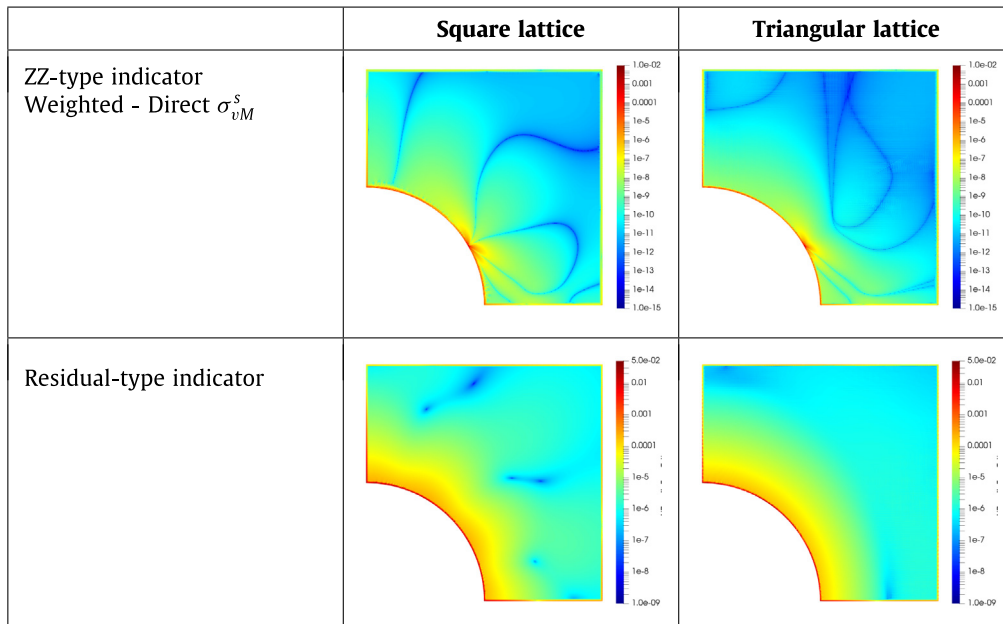 Square lattice
Triangular lattice
ZZ-type indicator
Weighted - Direct σˢᵥM
1.0e-02
0.001
0.0001
1e-5
1e-6
1e-7
1e-8
1e-9
1e-10
1e-11
1e-12
1e-13
1e-14
1.0e-15
1.0e-02
0.001
0.0001
1e-5
1e-6
1e-7
1e-8
1e-9
1e-10
1e-11
1e-12
1e-13
1e-14
1.0e-15
Residual-type indicator
5.0e-02
0.01
0.001
0.0001
1e-5
1e-6
1e-7
1e-8
1.0e-09
5.0e-02
0.01
0.001
0.0001
1e-5
1e-6
1e-7
1e-8
1.0e-09